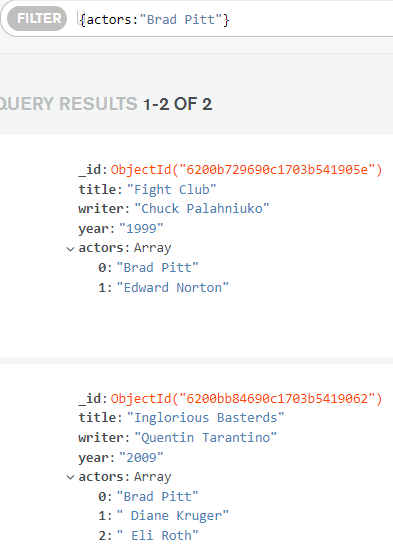 FILTER {actors:"Brad Pitt"}
QUERY RESULTS 1-2 OF 2
_id: ObjectId("6200b729690c1703b541905e")
title: "Fight Club"
writer: "Chuck Palahniuko"
year: "1999"
actors: Array
0: "Brad Pitt"
1: "Edward Norton"
_id: ObjectId("6200bb84690c1703b5419062")
title: "Inglorious Basterds"
writer: "Quentin Tarantino"
year: "2009"
actors: Array
0: "Brad Pitt"
1: " Diane Kruger"
2: " Eli Roth"